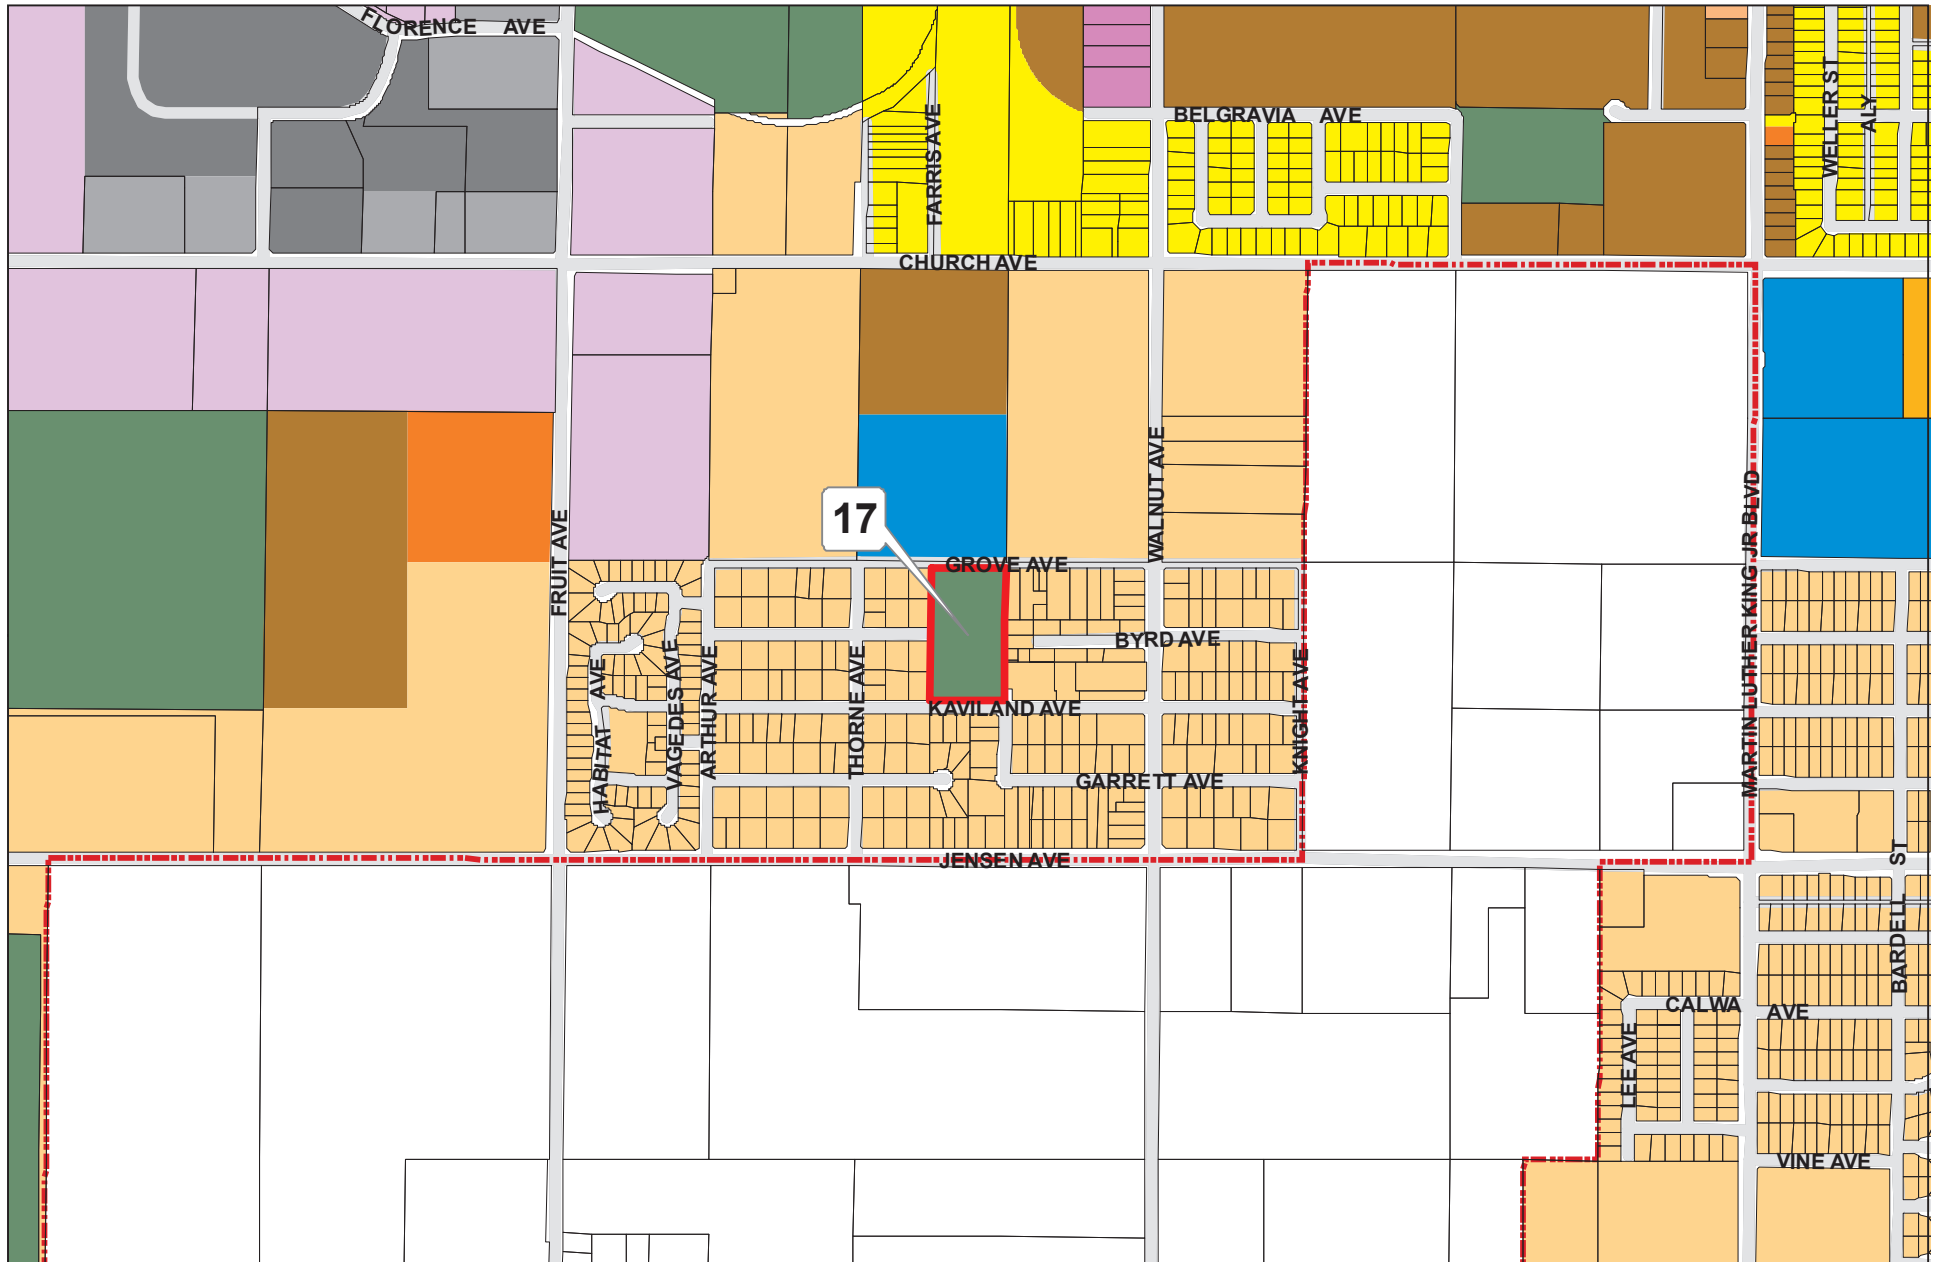 FLORENCE AVE
WELLER ST
ALY
FARRIS AVE
BELGRAVIA AVE
CHURCH AVE
17
WALNUT AVE
FRUIT AVE
GROVE AVE
MARTIN LUTHER KING JR BLVD
BYRD AVE
HABITAT AVE
VAGEDES AVE
ARTHUR AVE
THORNE AVE
KNIGHT AVE
KAVILAND AVE
GARRETT AVE
JENSEN AVE
BARDELL ST
CALWA AVE
LEE AVE
VINE AVE